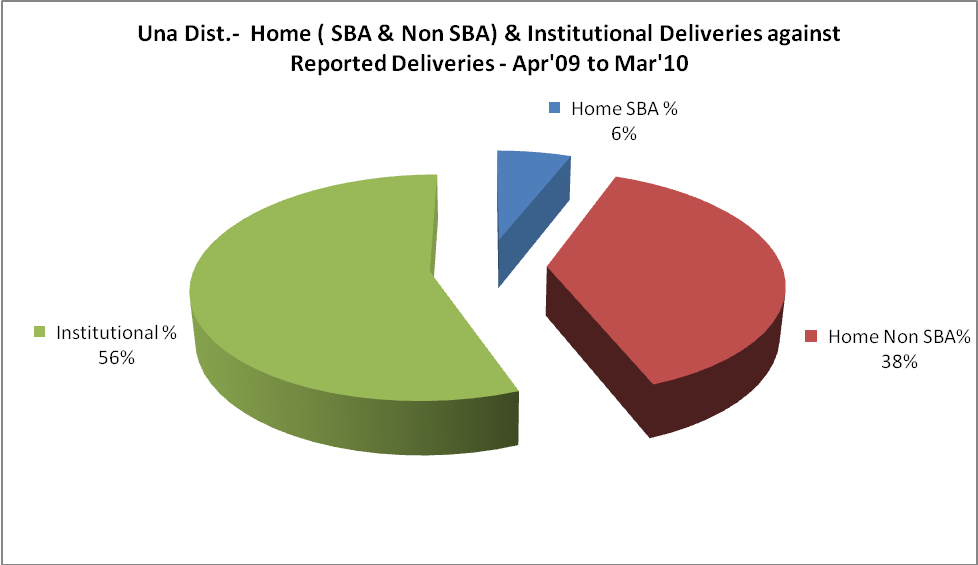 Una Dist.-  Home ( SBA & Non SBA) & Institutional Deliveries against
Reported Deliveries - Apr'09 to Mar'10
Home SBA %
6%
Institutional %
56%
Home Non SBA%
38%